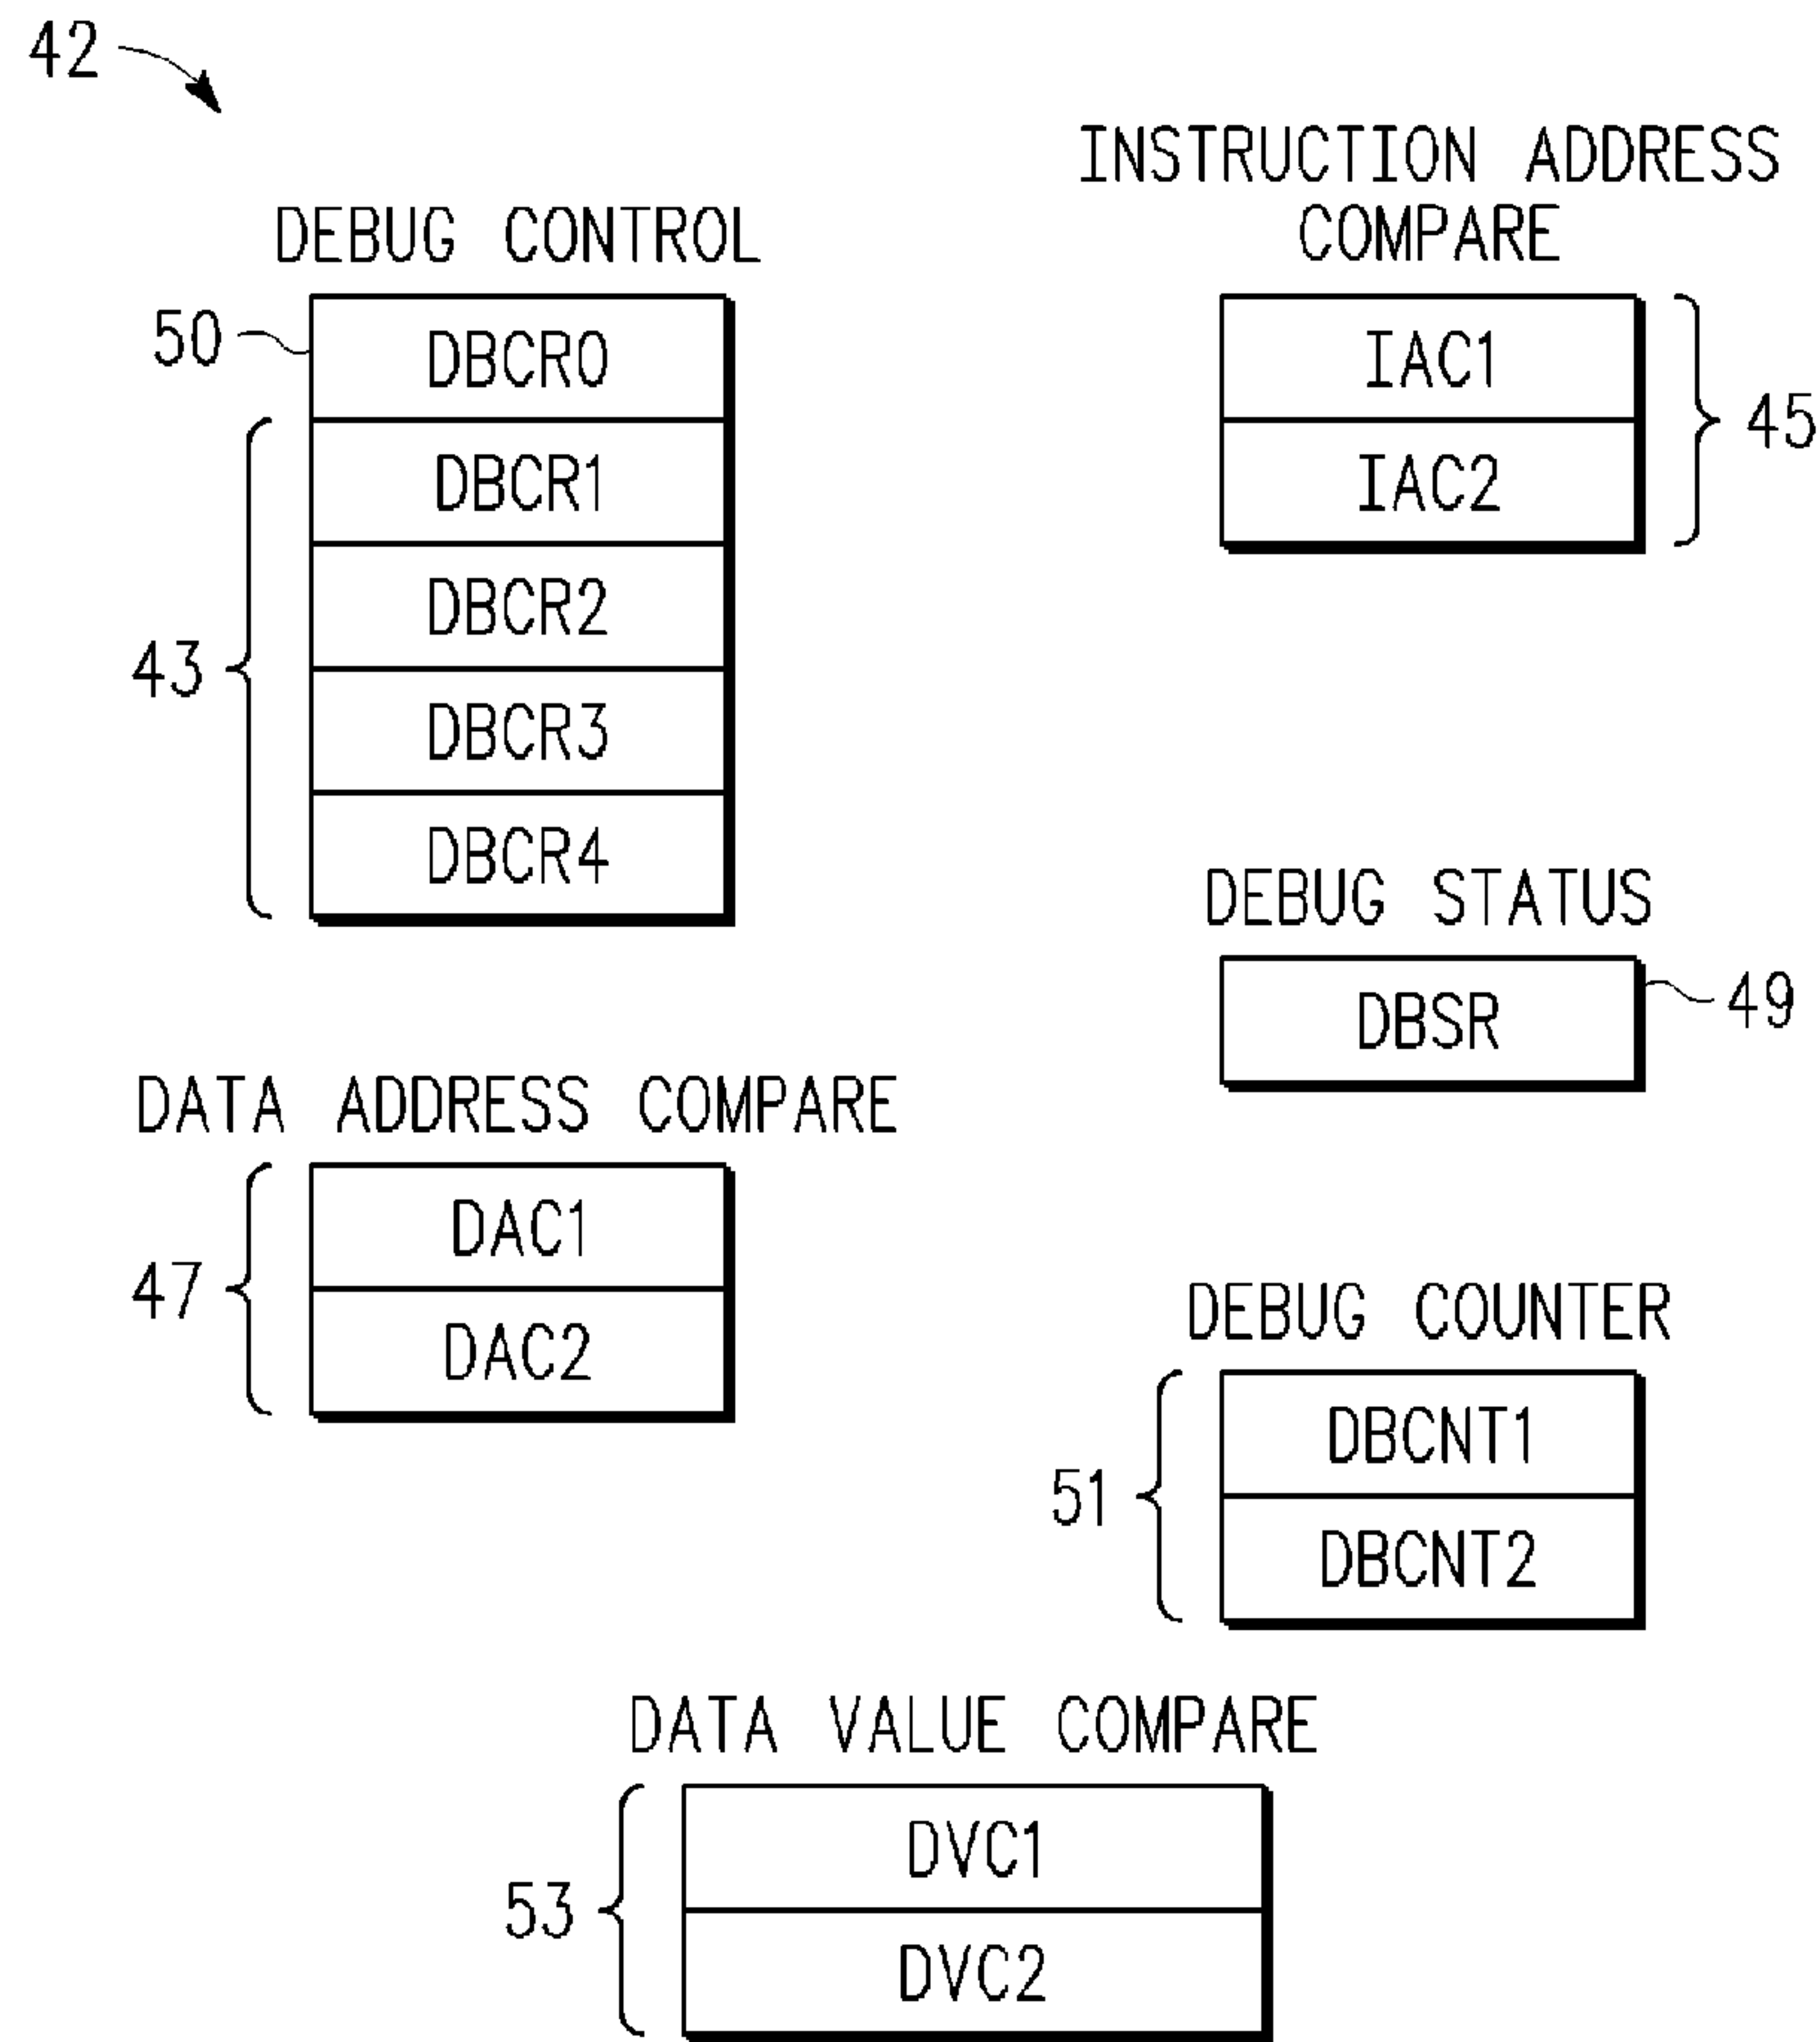 42
DEBUG CONTROL
50
DBCR0
DBCR1
DBCR2
43
DBCR3
DBCR4
INSTRUCTION ADDRESS
COMPARE
IAC1
45
IAC2
DEBUG STATUS
DBSR
49
DATA ADDRESS COMPARE
DAC1
47
DAC2
DEBUG COUNTER
DBCNT1
51
DBCNT2
DATA VALUE COMPARE
DVC1
53
DVC2